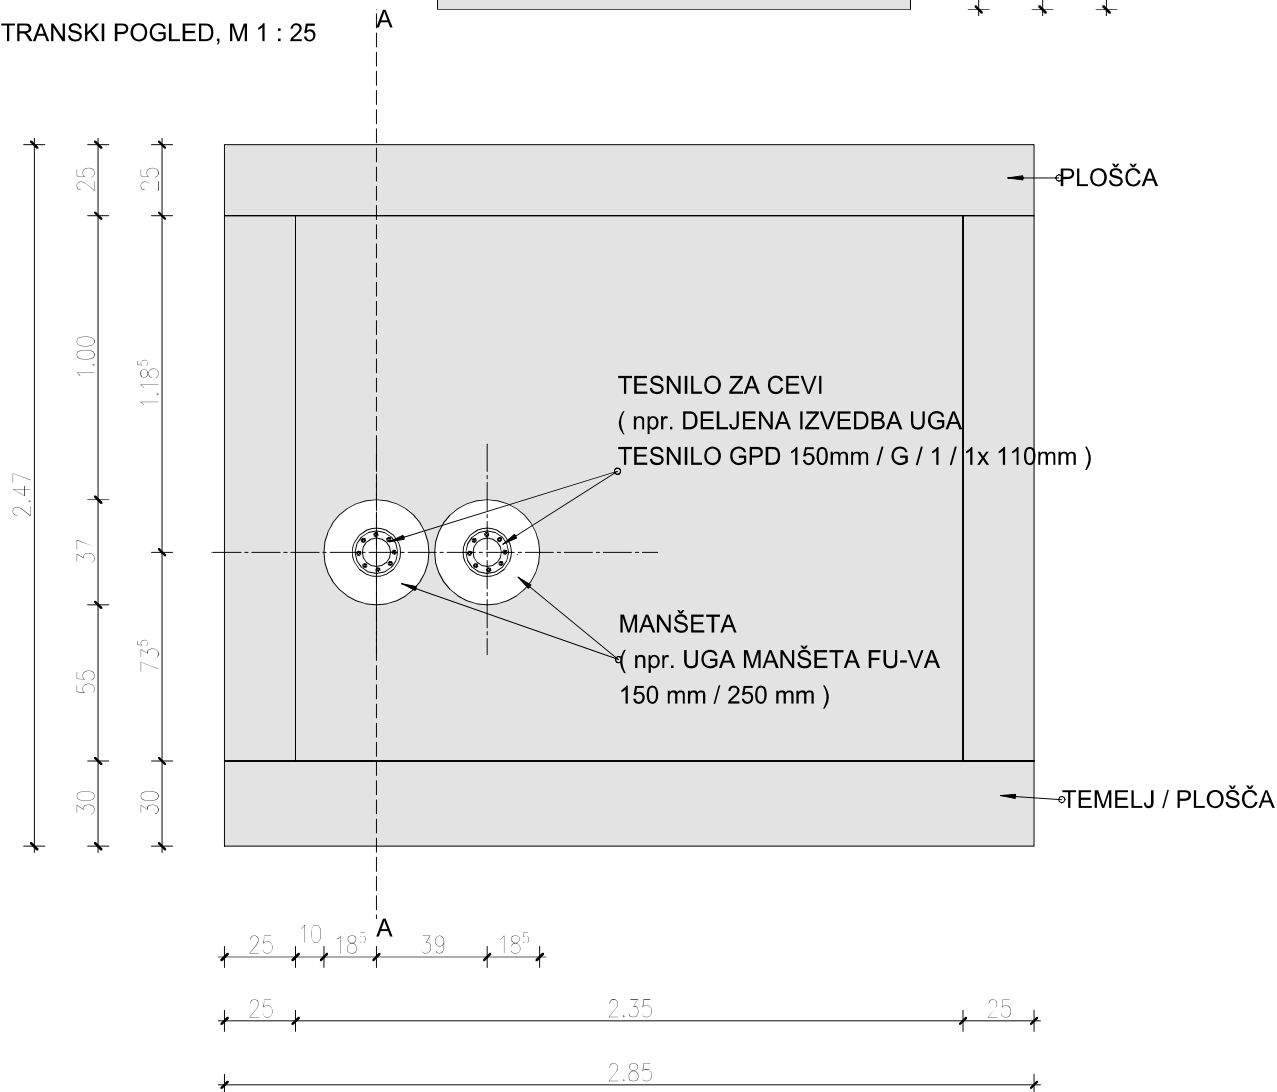 A
TRANSKI POGLED, M 1 : 25
PLOŠČA
25
25
1.00
1.18⁵
2.47
37
73⁵
55
30
30
TESNILO ZA CEVI
( npr. DELJENA IZVEDBA UGA
TESNILO GPD 150mm / G / 1 / 1x 110mm )
MANŠETA
( npr. UGA MANŠETA FU-VA
150 mm / 250 mm )
TEMELJ / PLOŠČA
A
25 10 18⁵ 39 18⁵
25 2.35 25
2.85